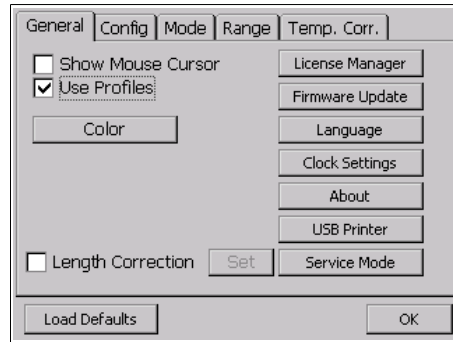 General Config Mode Range Temp. Corr.
Show Mouse Cursor License Manager
Use Profiles Firmware Update
Color Language
Clock Settings
About
USB Printer
Length Correction Set Service Mode
Load Defaults OK